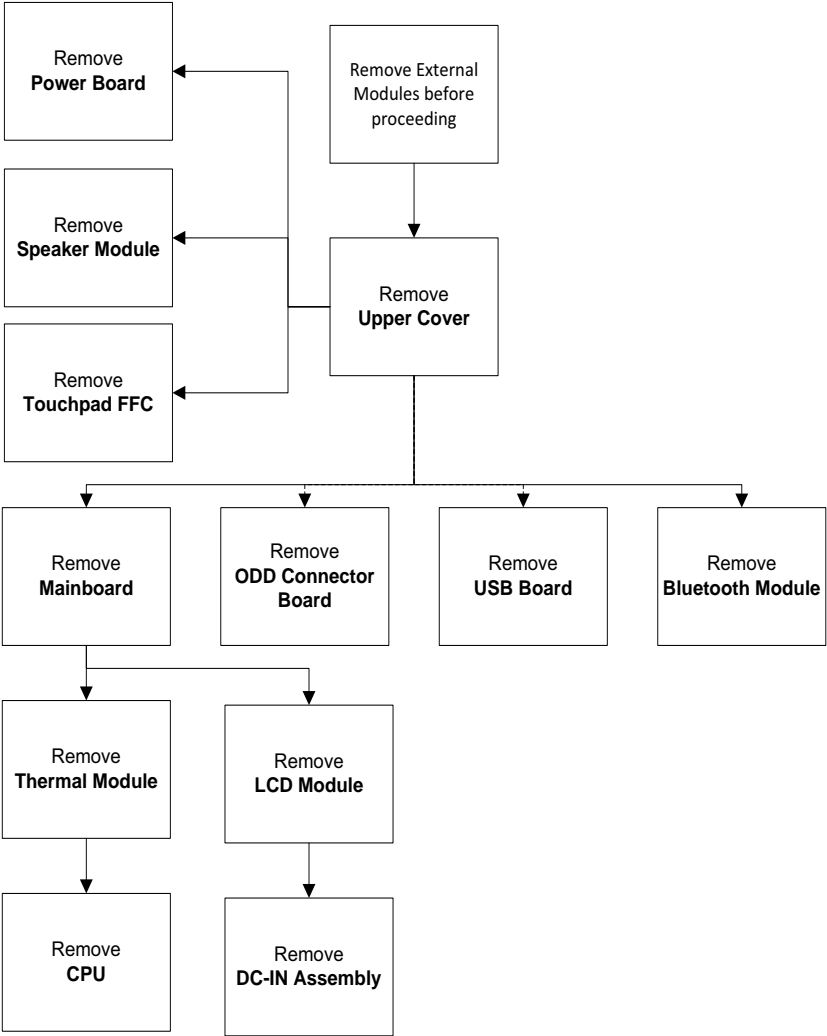 Remove
Power Board
Remove External
Modules before
proceeding
Remove
Speaker Module
Remove
Upper Cover
Remove
Touchpad FFC
Remove
Mainboard
Remove
ODD Connector
Board
Remove
USB Board
Remove
Bluetooth Module
Remove
Thermal Module
Remove
LCD Module
Remove
CPU
Remove
DC-IN Assembly